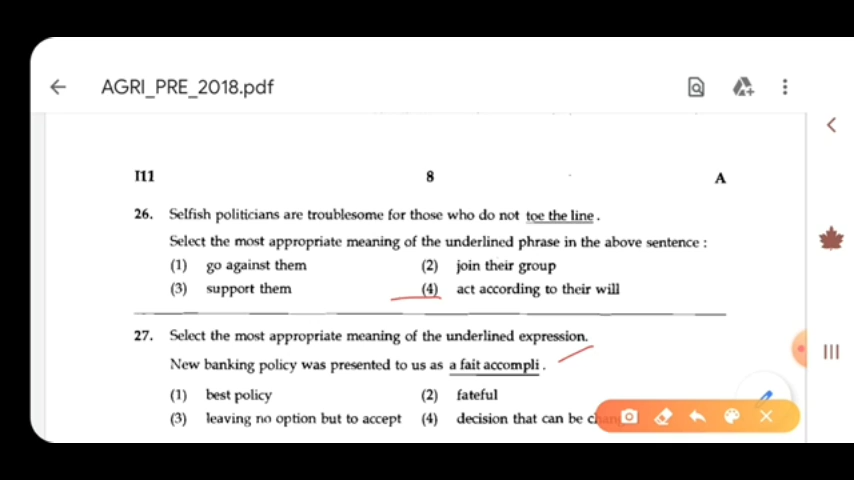 AGRI_PRE_2018.pdf
I11 8 A
26. Selfish politicians are troublesome for those who do not toe the line .
Select the most appropriate meaning of the underlined phrase in the above sentence :
(1) go against them (2) join their group
(3) support them (4) act according to their will
27. Select the most appropriate meaning of the underlined expression.
New banking policy was presented to us as a fait accompli .
(1) best policy (2) fateful
(3) leaving no option but to accept (4) decision that can be